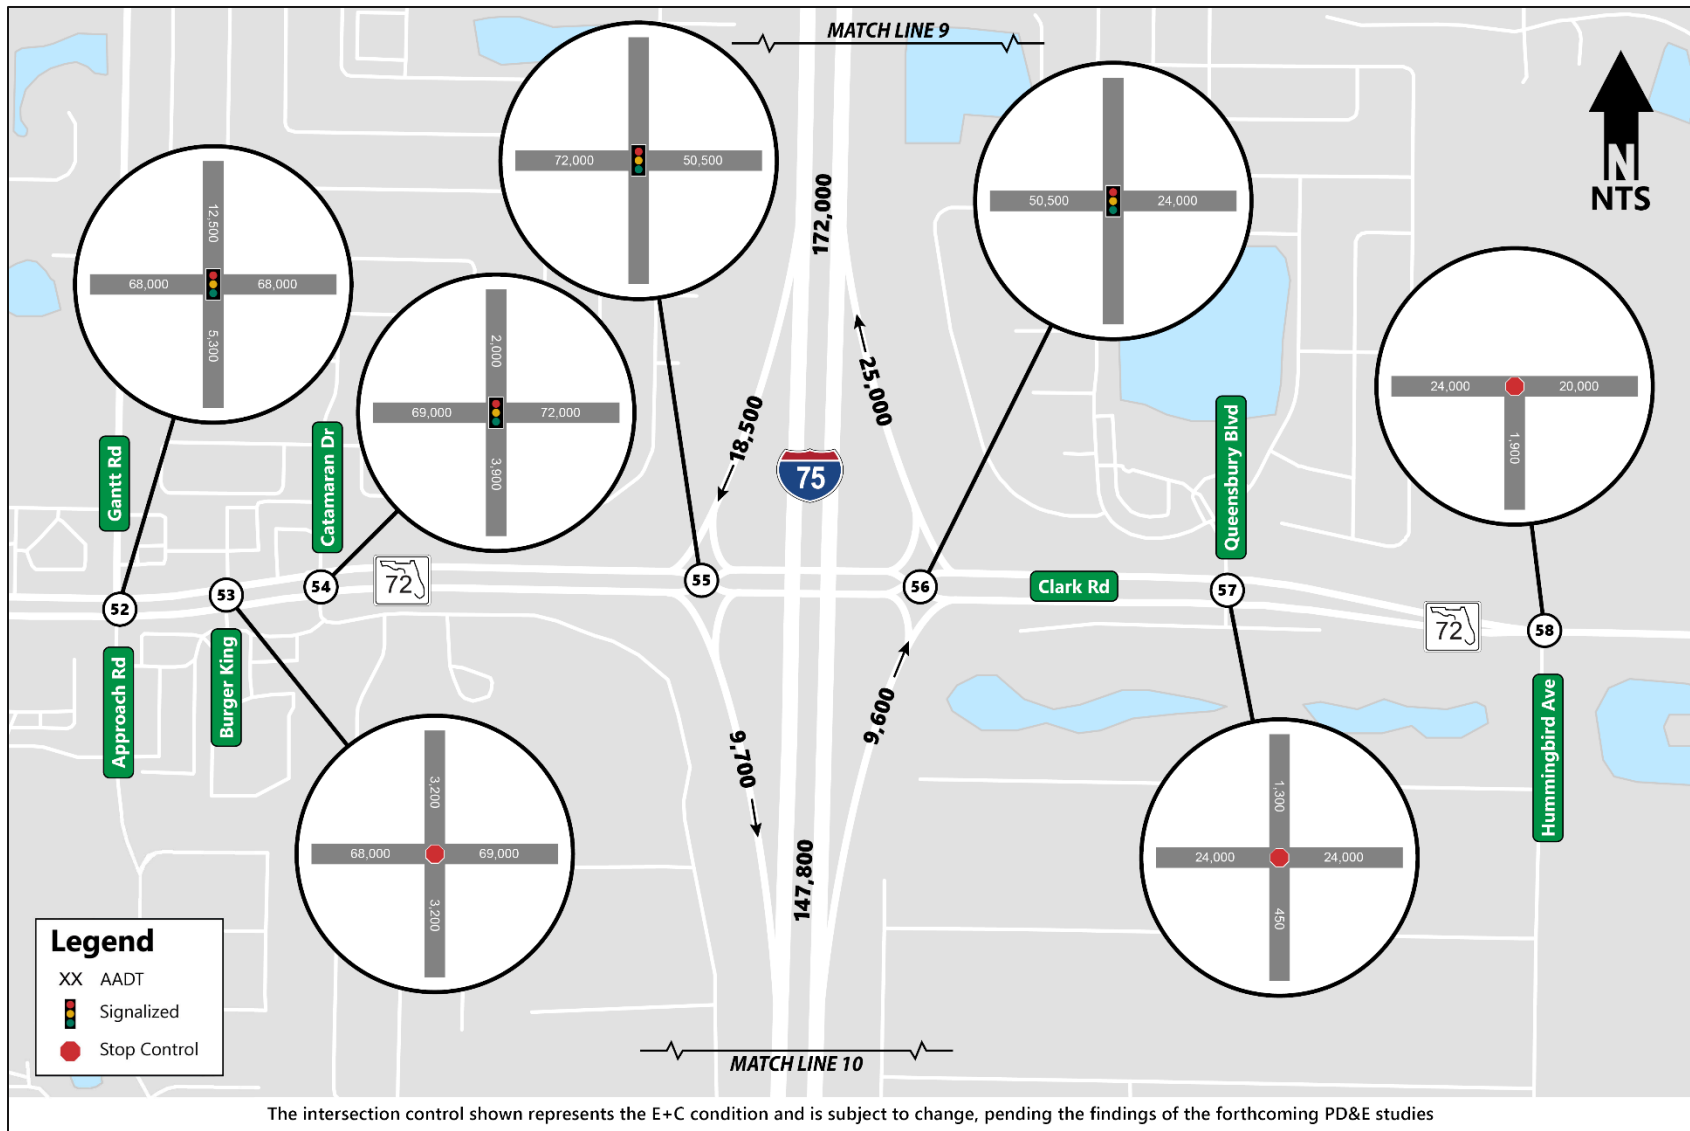 MATCH LINE 9
N
NTS
72,000
50,500
50,500
24,000
12,500
68,000
68,000
5,300
2,000
69,000
72,000
3,900
24,000
20,000
1,900
172,000
18,500
25,000
75
Gantt Rd
Catamaran Dr
Queensbury Blvd
52
53
54
72
55
56
Clark Rd
57
72
58
Approach Rd
Burger King
Hummingbird Ave
9,700
9,600
147,800
3,200
68,000
69,000
3,200
1,300
24,000
24,000
450
Legend
XX AADT
Signalized
Stop Control
MATCH LINE 10
The intersection control shown represents the E+C condition and is subject to change, pending the findings of the forthcoming PD&E studies